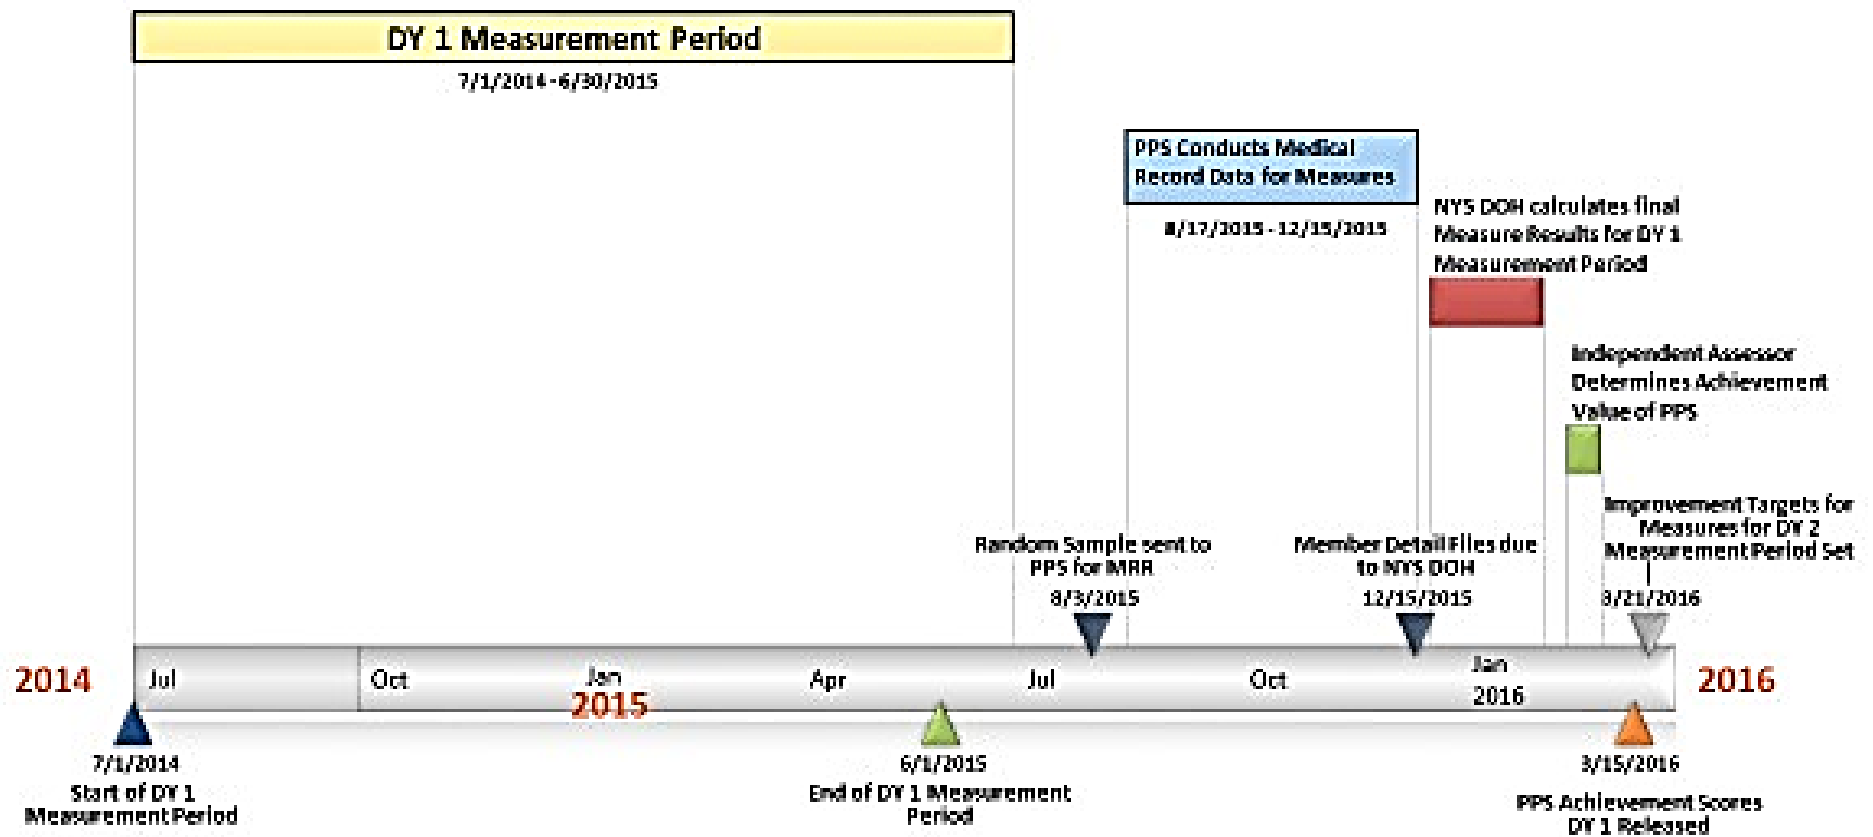 DY 1 Measurement Period
7/1/2014-6/30/2015
PPS Conducts Medical
Record Data for Measures
8/17/2015-12/15/2015
NYS DOH calculates final
Measure Results for DY 1
Measurement Period
Independent Assessor
Determines Achievement
Value of PPS
Improvement Targets for
Measures for DY 2
Measurement Period Set
3/21/2016
Random Sample sent to
PPS for MRR
8/3/2015
Member Detail Files due
to NYS DOH
12/15/2015
2014
Jul
Oct
Jan
2015
Apr
Jul
Oct
Jan
2016
2016
7/1/2014
Start of DY 1
Measurement Period
6/1/2015
End of DY 1 Measurement
Period
3/15/2016
PPS Achievement Scores
DY 1 Released